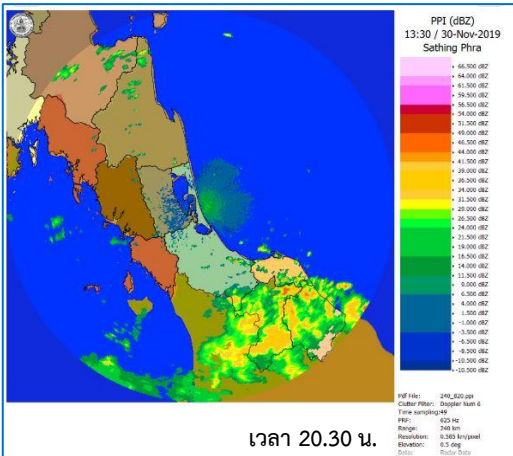 PPI (dBZ)
13:30 / 30-Nov-2019
Sathing Phra
66.500 dBZ
64.000 dBZ
61.500 dBZ
59.500 dBZ
56.500 dBZ
54.000 dBZ
51.500 dBZ
49.000 dBZ
46.500 dBZ
44.000 dBZ
41.500 dBZ
39.000 dBZ
36.500 dBZ
34.000 dBZ
31.500 dBZ
29.000 dBZ
26.500 dBZ
24.000 dBZ
21.500 dBZ
19.000 dBZ
16.500 dBZ
14.000 dBZ
11.500 dBZ
9.000 dBZ
6.500 dBZ
4.000 dBZ
1.500 dBZ
-1.000 dBZ
-3.500 dBZ
-6.000 dBZ
-8.500 dBZ
-10.500 dBZ
Pdf File: 240_820.ppi
Clutter Filter: Doppler
Time sampling:49
PRF: 625 Hz
Range: 240 km
Resolution: 0.585 km/pixel
Elevation: 0.5 deg
Data: Radar Data
เวลา 20.30 น.